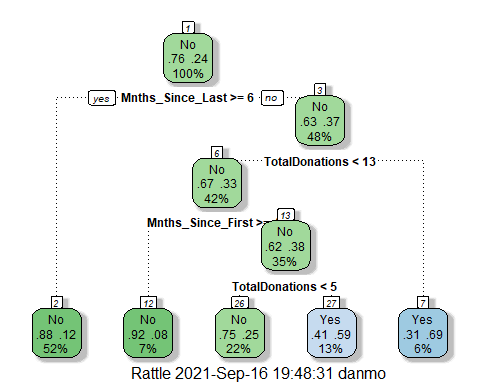 1
No
.76 .24
100%
yes Mnths_Since_Last >= 6 no
3
No
.63 .37
48%
6
No
.67 .33
42%
TotalDonations < 13
Mnths_Since_First >=
13
No
.62 .38
35%
TotalDonations < 5
2
No
.88 .12
52%
12
No
.92 .08
7%
26
No
.75 .25
22%
27
Yes
.41 .59
13%
7
Yes
.31 .69
6%
Rattle 2021-Sep-16 19:48:31 danmo